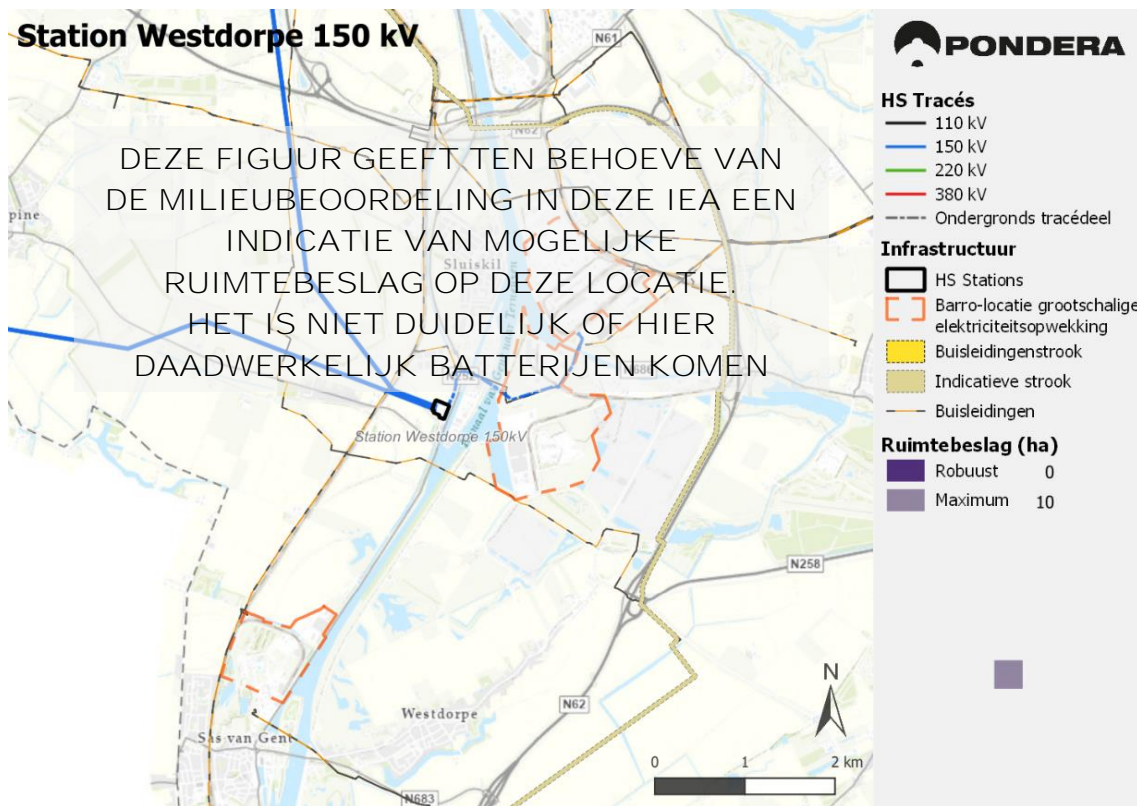 Station Westdorpe 150 kV
N61
N62
DEZE FIGUUR GEEFT TEN BEHOEVE VAN
DE MILIEUBEOORDELING IN DEZE IEA EEN
INDICATIE VAN MOGELIJKE
RUIMTEBESLAG OP DEZE LOCATIE.
HET IS NIET DUIDELIJK OF HIER
DAADWERKELIJK BATTERIJEN KOMEN
pine
Sluiskil
N252
Station Westdorpe 150kV
N258
Westdorpe
N62
Sas van Gent
N683
N
0 1 2 km
PONDERA
HS Tracés
110 kV
150 kV
220 kV
380 kV
Ondergronds tracédeel
Infrastructuur
HS Stations
Barro-locatie grootschalige
elektriciteitsopwekking
Buisleidingenstrook
Indicatieve strook
Buisleidingen
Ruimtebeslag (ha)
Robuust 0
Maximum 10